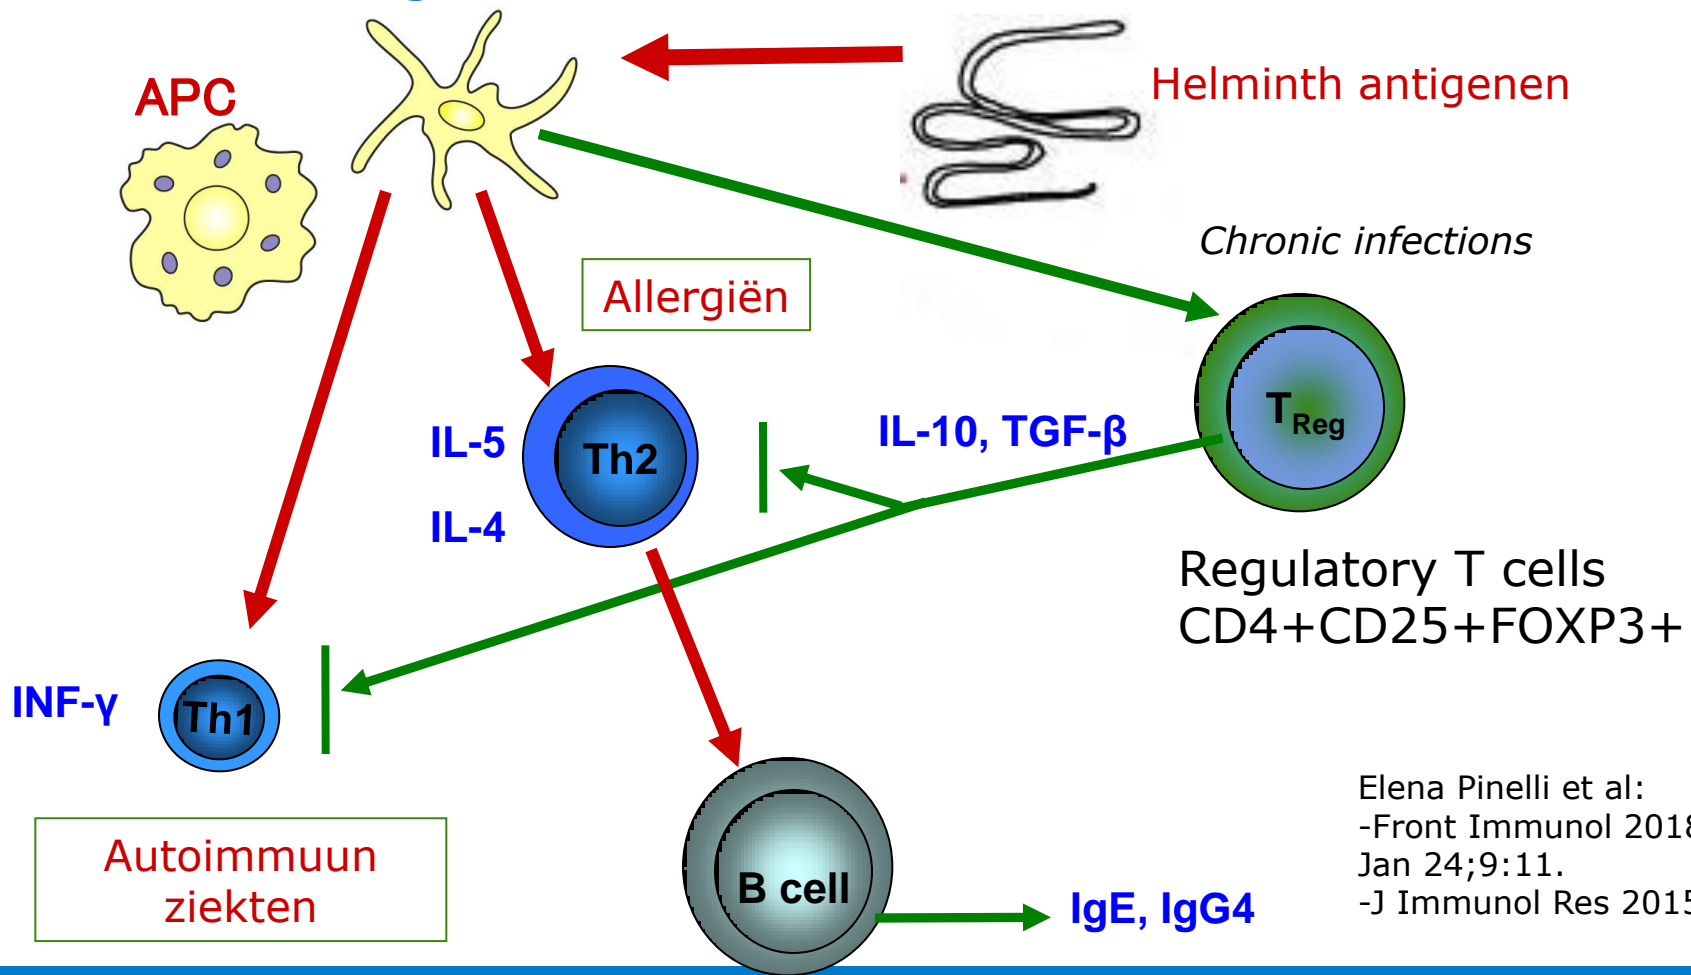 APC
Helminth antigenen
Chronic infections
Allergiën
IL-5
IL-4
Th2
IL-10, TGF-β
TReg
Regulatory T cells
CD4+CD25+FOXP3+
INF-γ
Th1
Autoimmuun
ziekten
B cell
IgE, IgG4
Elena Pinelli et al:
-Front Immunol 2018
Jan 24;9:11.
-J Immunol Res 2015